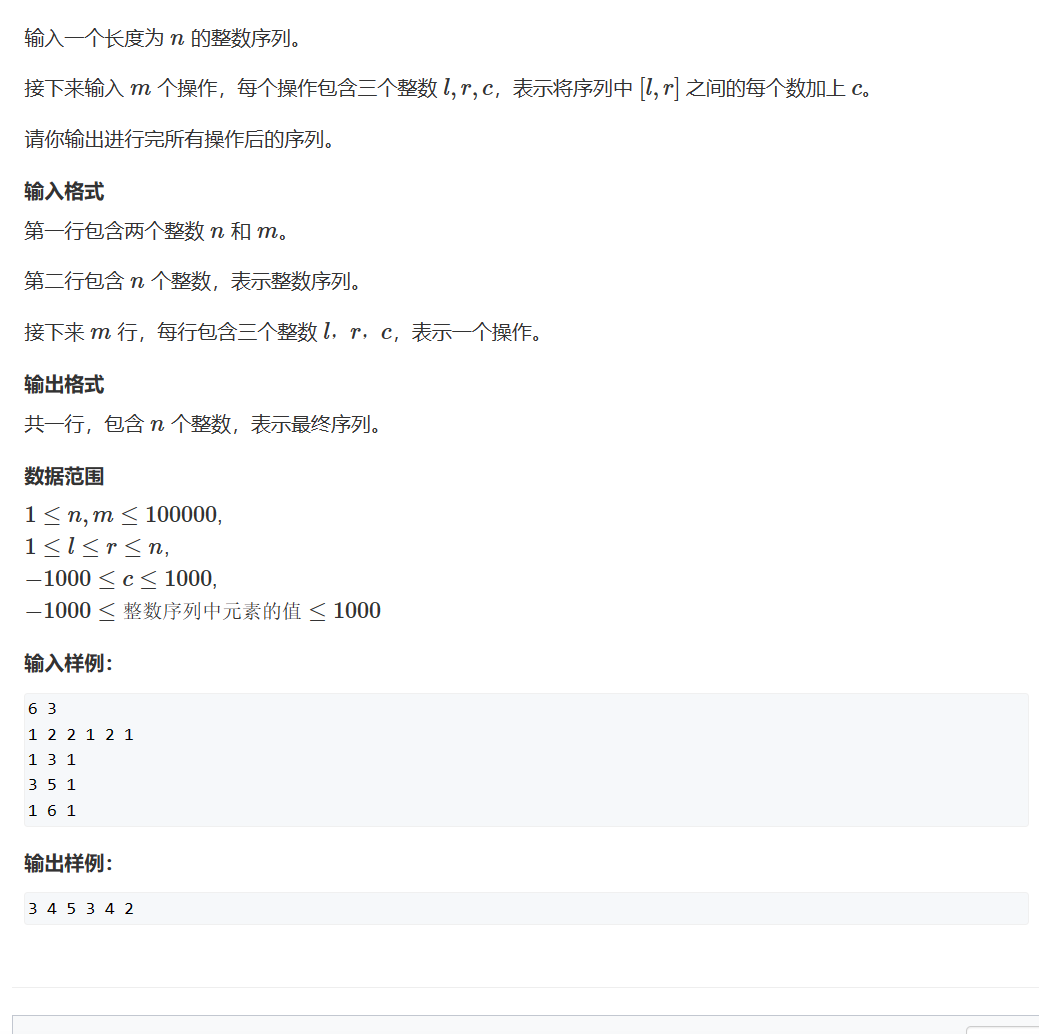 输入一个长度为 n 的整数序列。
接下来输入 m 个操作，每个操作包含三个整数 l, r, c，表示将序列中 [l, r] 之间的每个数加上 c。
请你输出进行完所有操作后的序列。
输入格式
第一行包含两个整数 n 和 m。
第二行包含 n 个整数，表示整数序列。
接下来 m 行，每行包含三个整数 l，r，c，表示一个操作。
输出格式
共一行，包含 n 个整数，表示最终序列。
数据范围
1 ≤ n, m ≤ 100000,
1 ≤ l ≤ r ≤ n,
−1000 ≤ c ≤ 1000,
−1000 ≤ 整数序列中元素的值 ≤ 1000
输入样例：
6 3
1 2 2 1 2 1
1 3 1
3 5 1
1 6 1
输出样例：
3 4 5 3 4 2